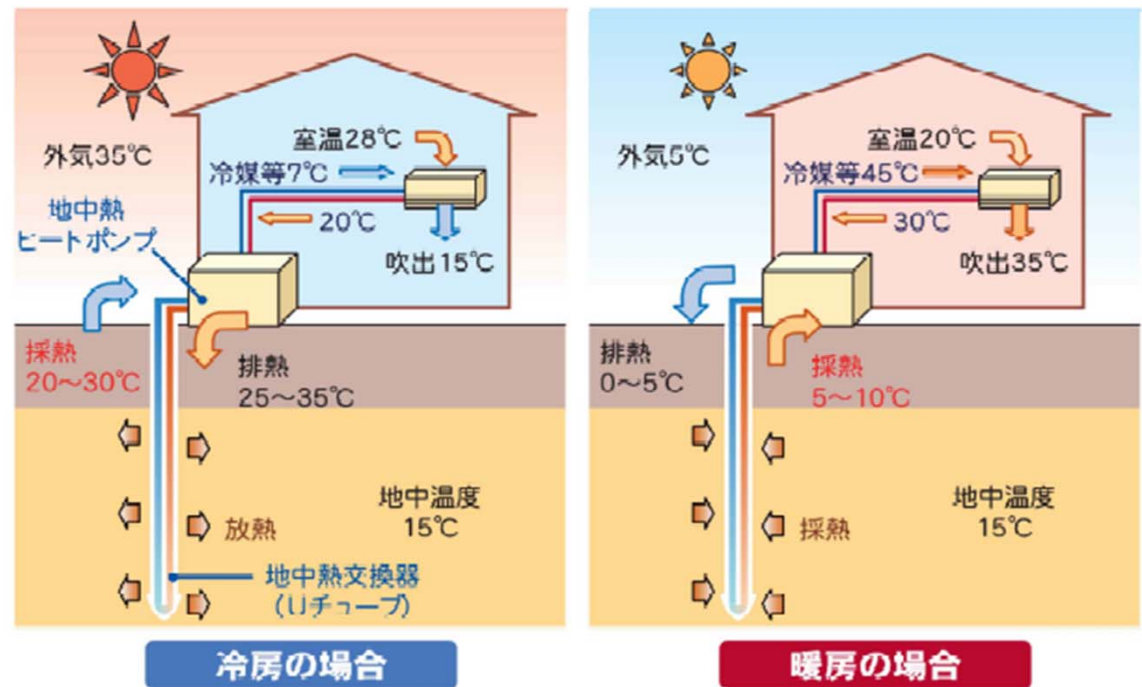 外気35℃
室温28℃
冷媒等7℃
20℃
吹出15℃
地中熱
ヒートポンプ
採熱
20～30℃
排熱
25～35℃
放熱
地中温度
15℃
地中熱交換器
（Uチューブ）
冷房の場合
外気5℃
室温20℃
冷媒等45℃
30℃
吹出35℃
排熱
0～5℃
採熱
5～10℃
採熱
地中温度
15℃
暖房の場合